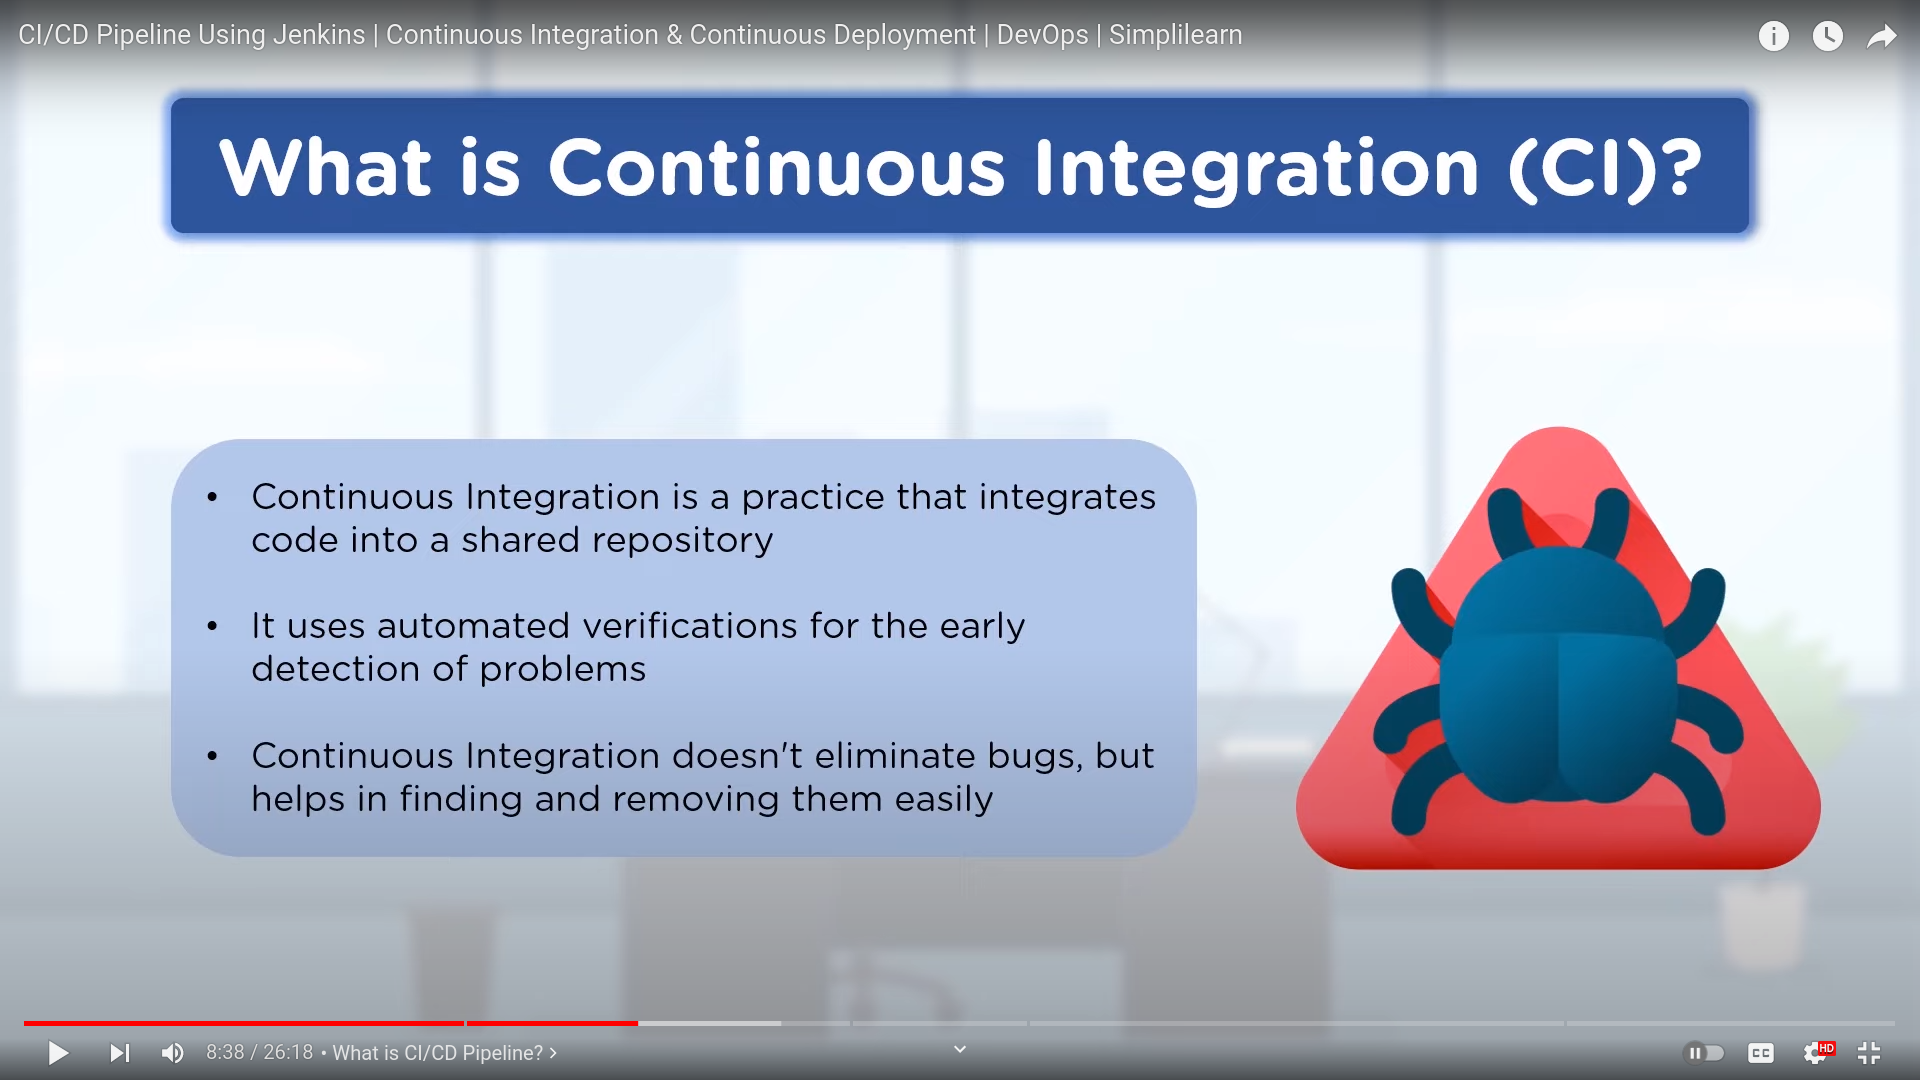 CI/CD Pipeline Using Jenkins | Continuous Integration & Continuous Deployment | DevOps | Simplilearn
What is Continuous Integration (CI)?
• Continuous Integration is a practice that integrates
code into a shared repository
• It uses automated verifications for the early
detection of problems
• Continuous Integration doesn't eliminate bugs, but
helps in finding and removing them easily
8:38 / 26:18 • What is CI/CD Pipeline? ›
CC
HD